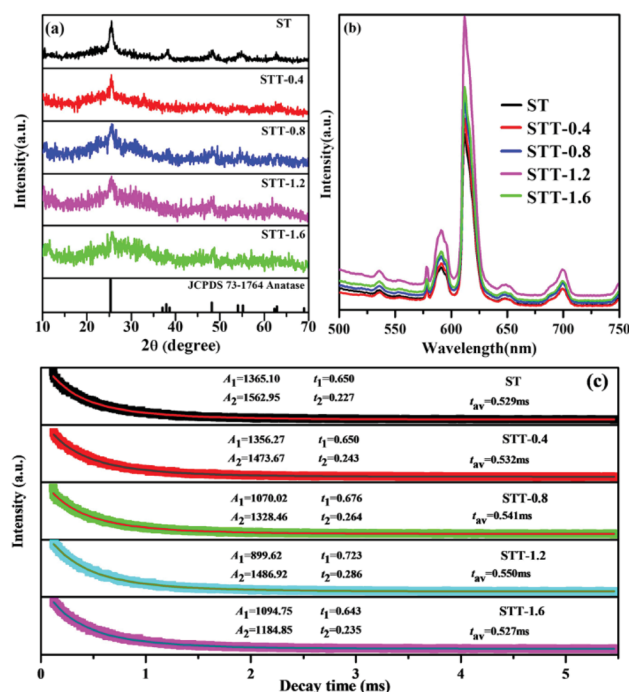 (a)
ST
STT-0.4
STT-0.8
STT-1.2
STT-1.6
JCPDS 73-1764 Anatase
10 20 30 40 50 60 70
2θ (degree)
Intensity(a.u.)
(b)
ST
STT-0.4
STT-0.8
STT-1.2
STT-1.6
500 550 600 650 700 750
Wavelength(nm)
Intensity(a.u.)
(c)
A1=1365.10 t1=0.650 ST
A2=1562.95 t2=0.227 tav=0.529ms
A1=1356.27 t1=0.650 STT-0.4
A2=1473.67 t2=0.243 tav=0.532ms
A1=1070.02 t1=0.676 STT-0.8
A2=1328.46 t2=0.264 tav=0.541ms
A1=899.62 t1=0.723 STT-1.2
A2=1486.92 t2=0.286 tav=0.550ms
A1=1094.75 t1=0.643 STT-1.6
A2=1184.85 t2=0.235 tav=0.527ms
0 1 2 3 4 5
Decay time (ms)
Intensity (a.u.)